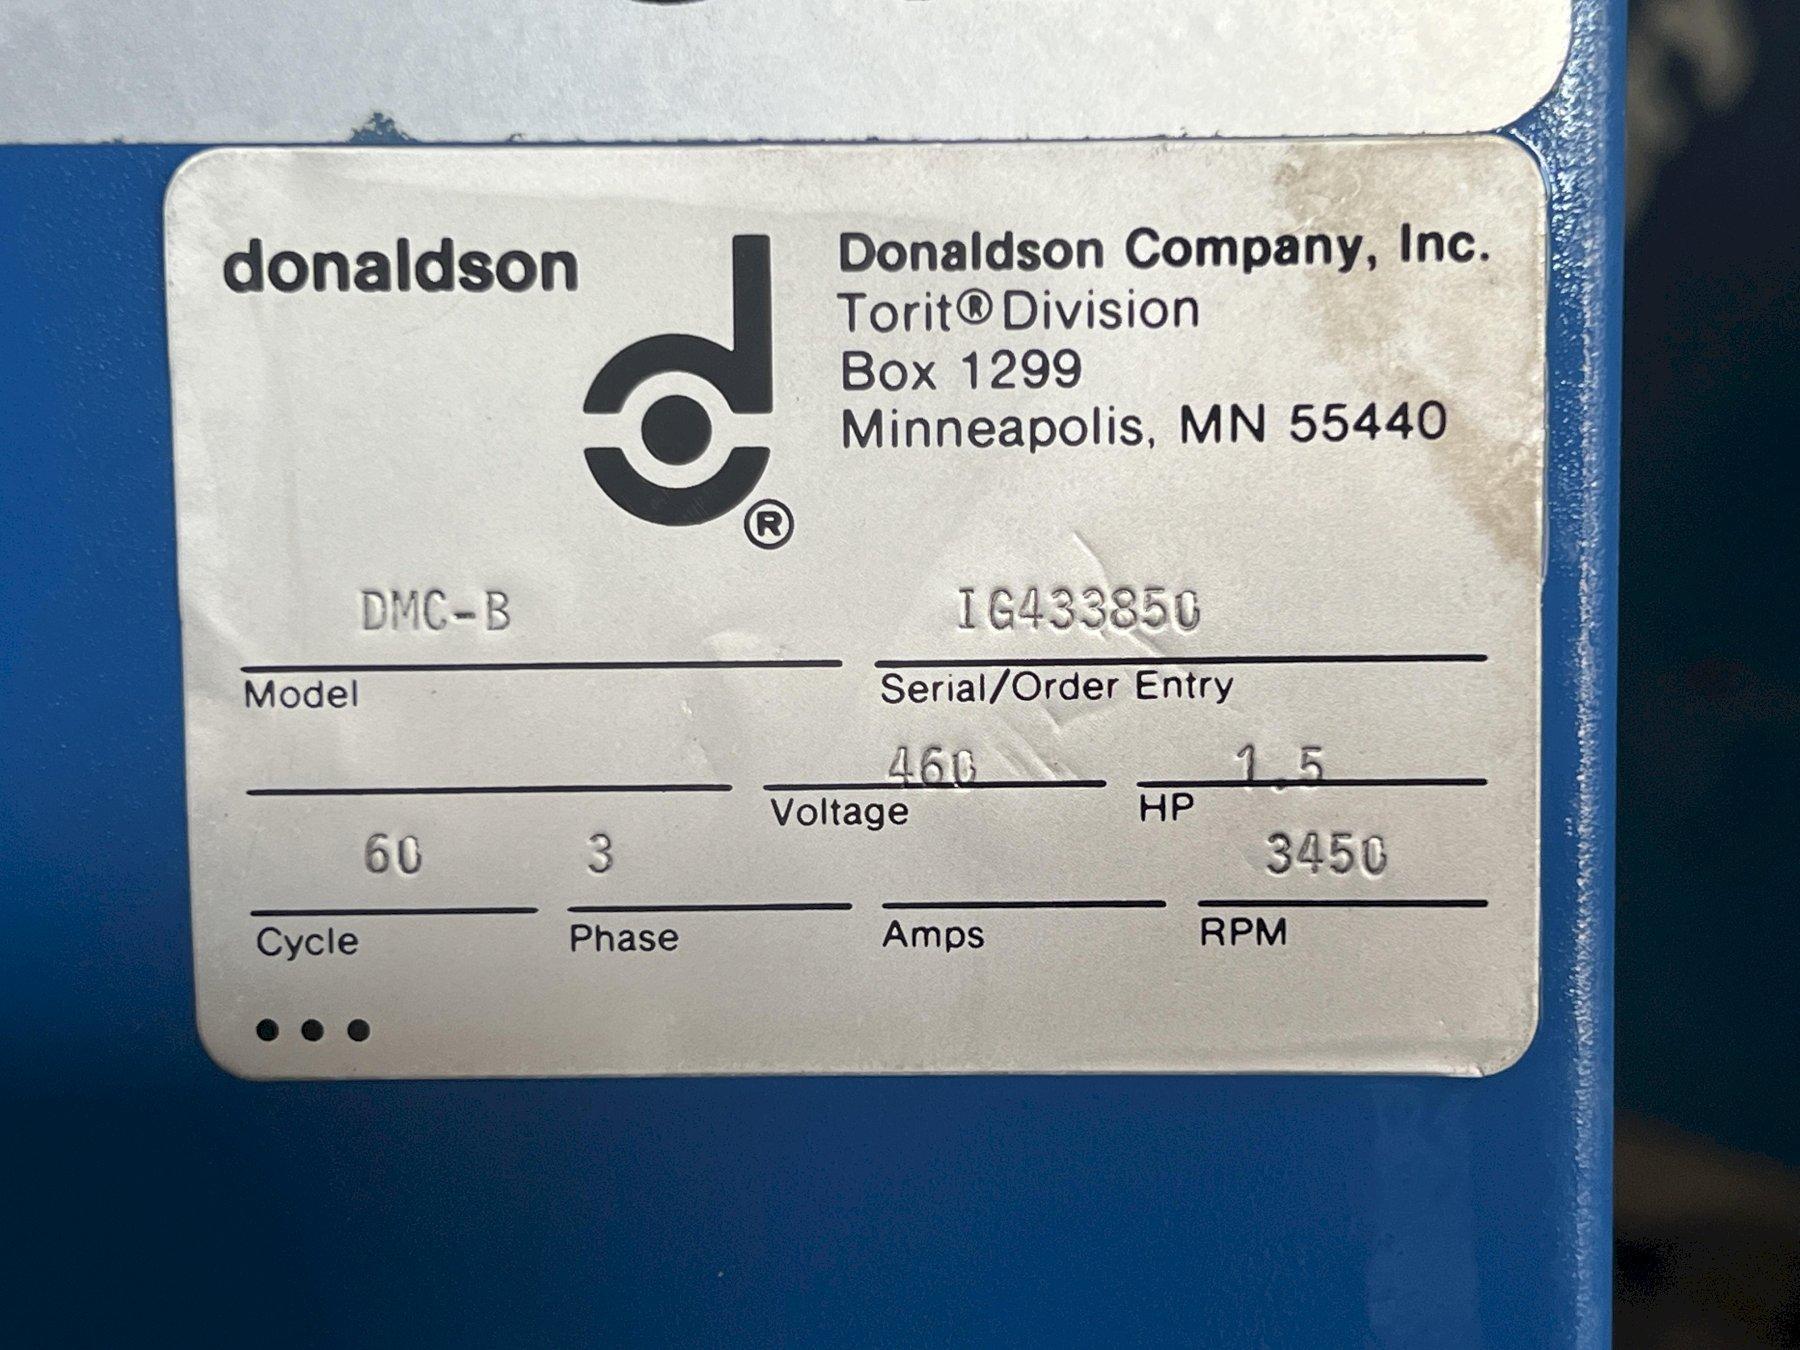 donaldson
Donaldson Company, Inc.
Torit® Division
Box 1299
Minneapolis, MN 55440
®
DMC-B IG433850
Model Serial/Order Entry
460 1.5
Voltage HP
60 3 3450
Cycle Phase Amps RPM